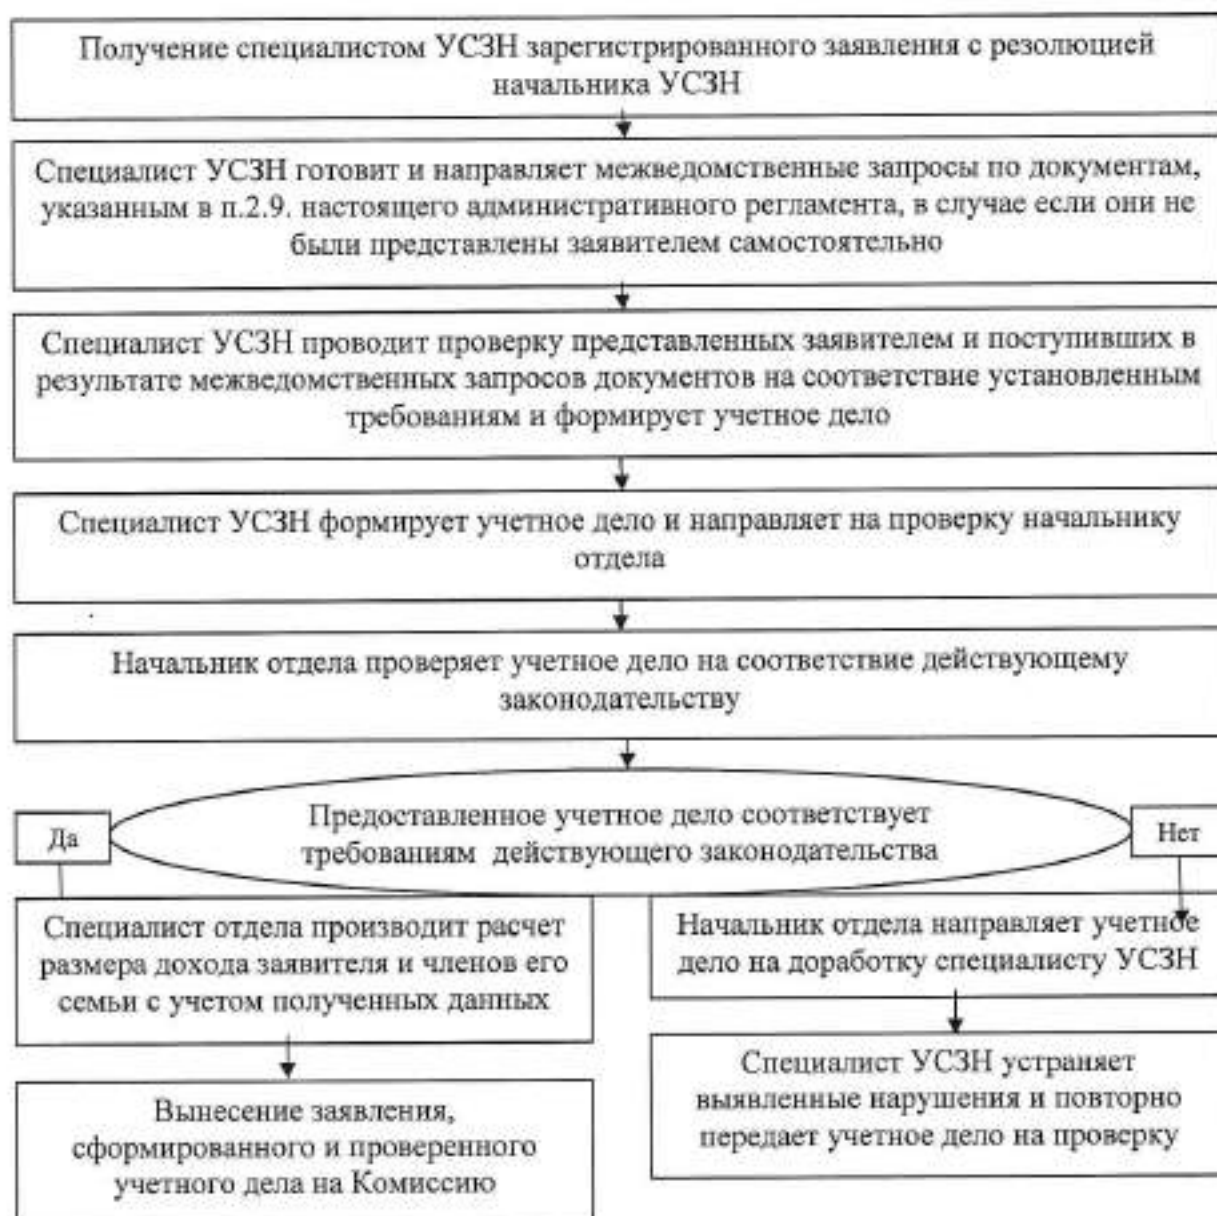 Получение специалистом УСЗН зарегистрированного заявления с резолюцией
начальника УСЗН
Специалист УСЗН готовит и направляет межведомственные запросы по документам,
указанным в п.2.9. настоящего административного регламента, в случае если они не
были представлены заявителем самостоятельно
Специалист УСЗН проводит проверку представленных заявителем и поступивших в
результате межведомственных запросов документов на соответствие установленным
требованиям и формирует учетное дело
Специалист УСЗН формирует учетное дело и направляет на проверку начальнику
отдела
Начальник отдела проверяет учетное дело на соответствие действующему
законодательству
Предоставленное учетное дело соответствует
требованиям действующего законодательства
Да
Нет
Специалист отдела производит расчет
размера дохода заявителя и членов его
семьи с учетом полученных данных
Вынесение заявления,
сформированного и проверенного
учетного дела на Комиссию
Начальник отдела направляет учетное
дело на доработку специалисту УСЗН
Специалист УСЗН устраняет
выявленные нарушения и повторно
передает учетное дело на проверку